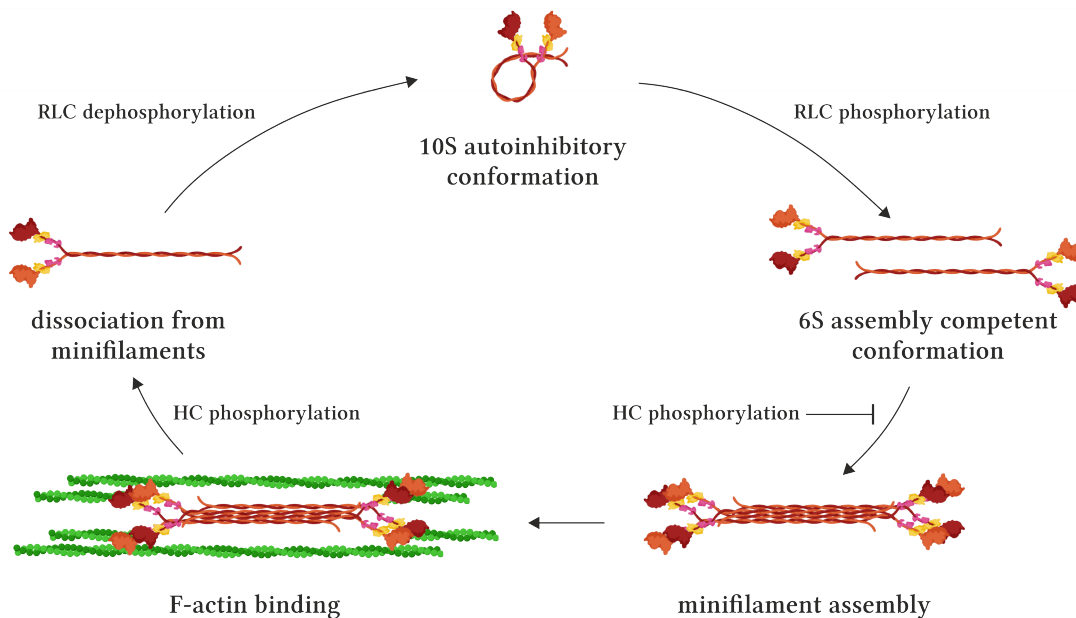 RLC dephosphorylation
RLC phosphorylation
10S autoinhibitory
conformation
dissociation from
minifilaments
6S assembly competent
conformation
HC phosphorylation
HC phosphorylation
F-actin binding
minifilament assembly